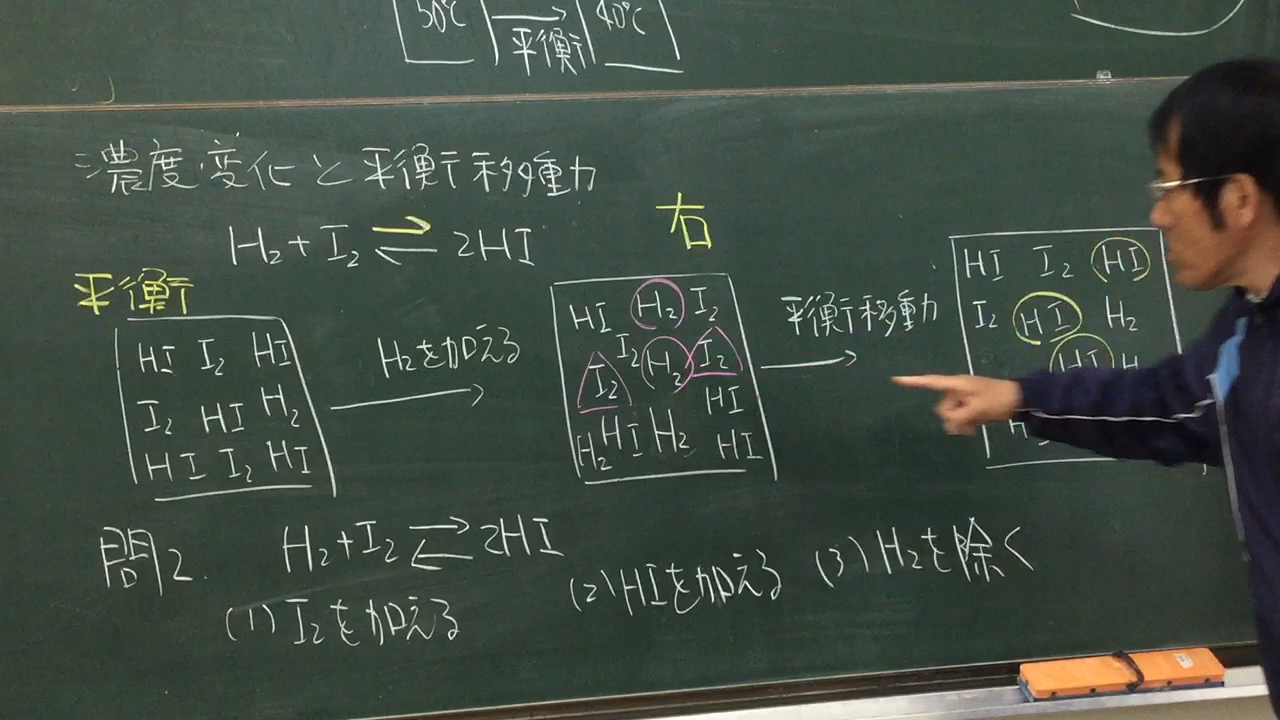 50℃ 平衡 40℃
濃度変化と平衡移動
H₂+I₂⇌2HI
右
平衡
HI I₂ HI
I₂ HI H₂
HI I₂ HI
H₂を加える
HI H₂ I₂
I₂ H₂ I₂
I₂ HI
H₂ HI H₂ HI
平衡移動
HI I₂ HI
I₂ HI H₂
HI
問2. H₂+I₂⇌2HI
(1) I₂を加える (2) HIを加える (3) H₂を除く